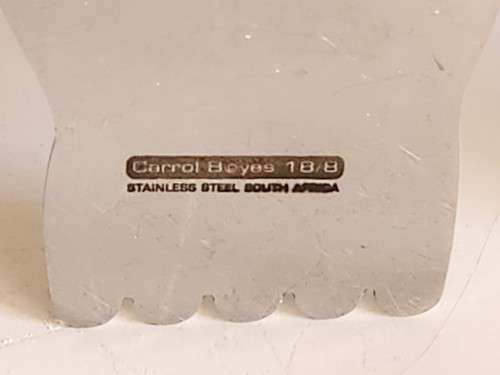 Carrol Boyes 18/8
STAINLESS STEEL SOUTH AFRICA